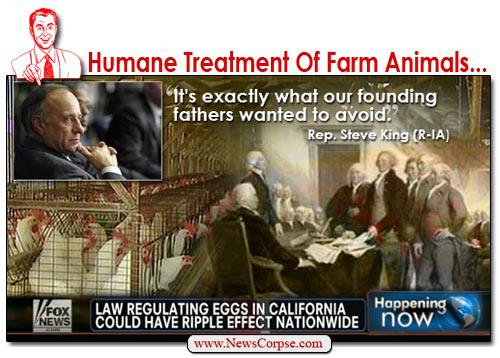 Humane Treatment Of Farm Animals...
“It's exactly what our founding
fathers wanted to avoid.”
Rep. Steve King (R-IA)
FOX
NEWS
LAW REGULATING EGGS IN CALIFORNIA
COULD HAVE RIPPLE EFFECT NATIONWIDE
Happening
now
www.NewsCorpse.com